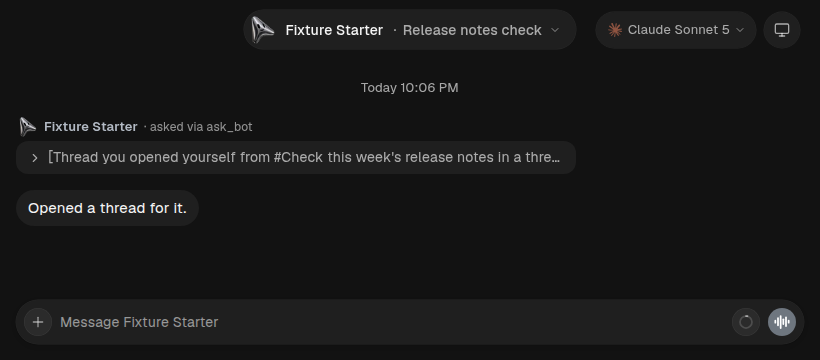 Fixture Starter · Release notes check
Claude Sonnet 5
Today 10:06 PM
Fixture Starter · asked via ask_bot
[Thread you opened yourself from #Check this week's release notes in a thre...
Opened a thread for it.
Message Fixture Starter